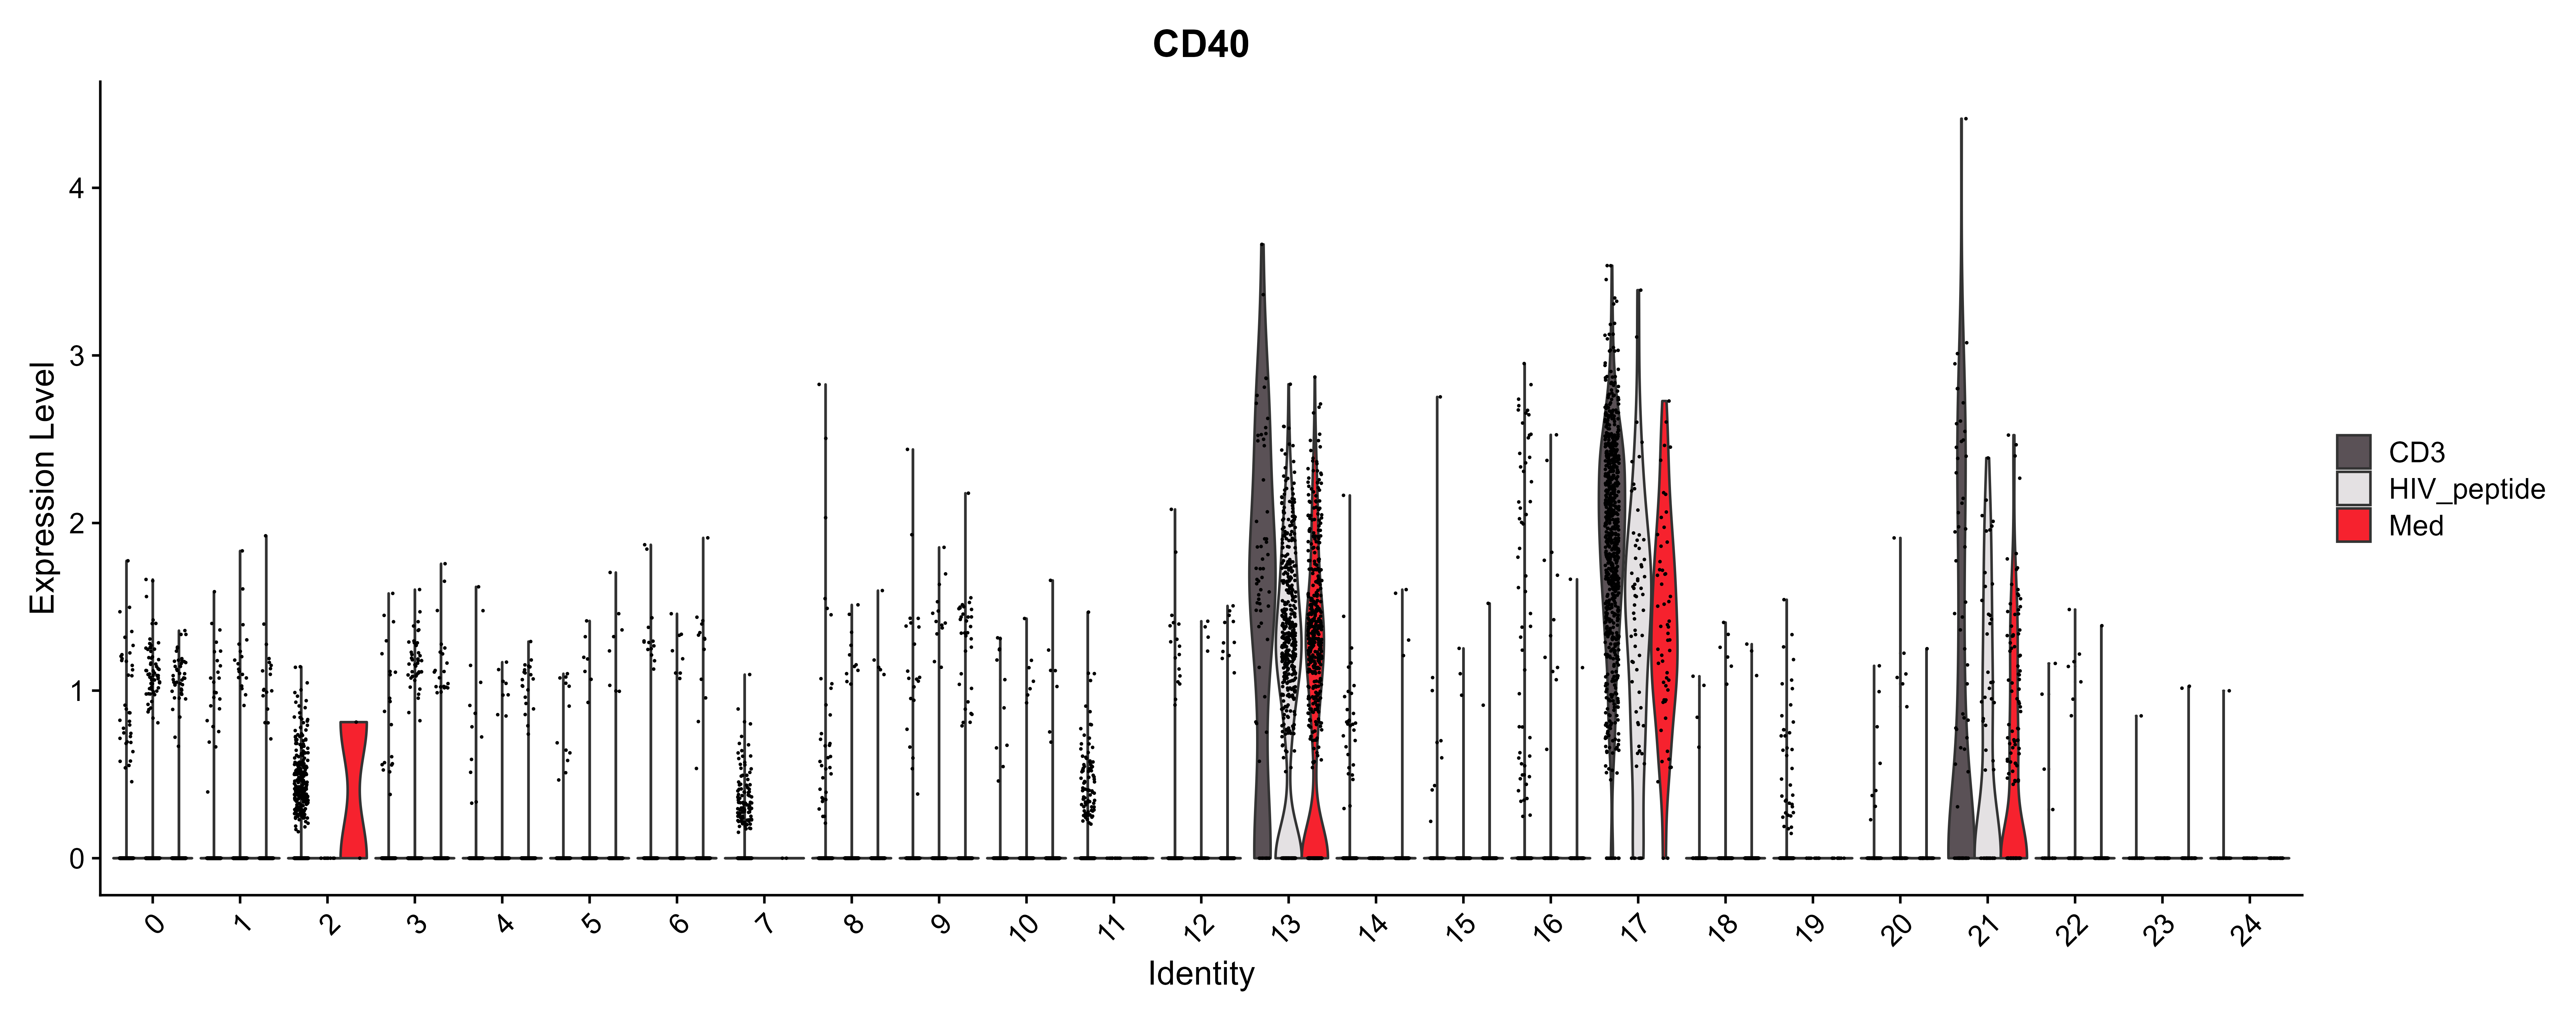 CD40
Expression Level
4
3
2
1
0
0 1 2 3 4 5 6 7 8 9 10 11 12 13 14 15 16 17 18 19 20 21 22 23 24
Identity
CD3
HIV_peptide
Med